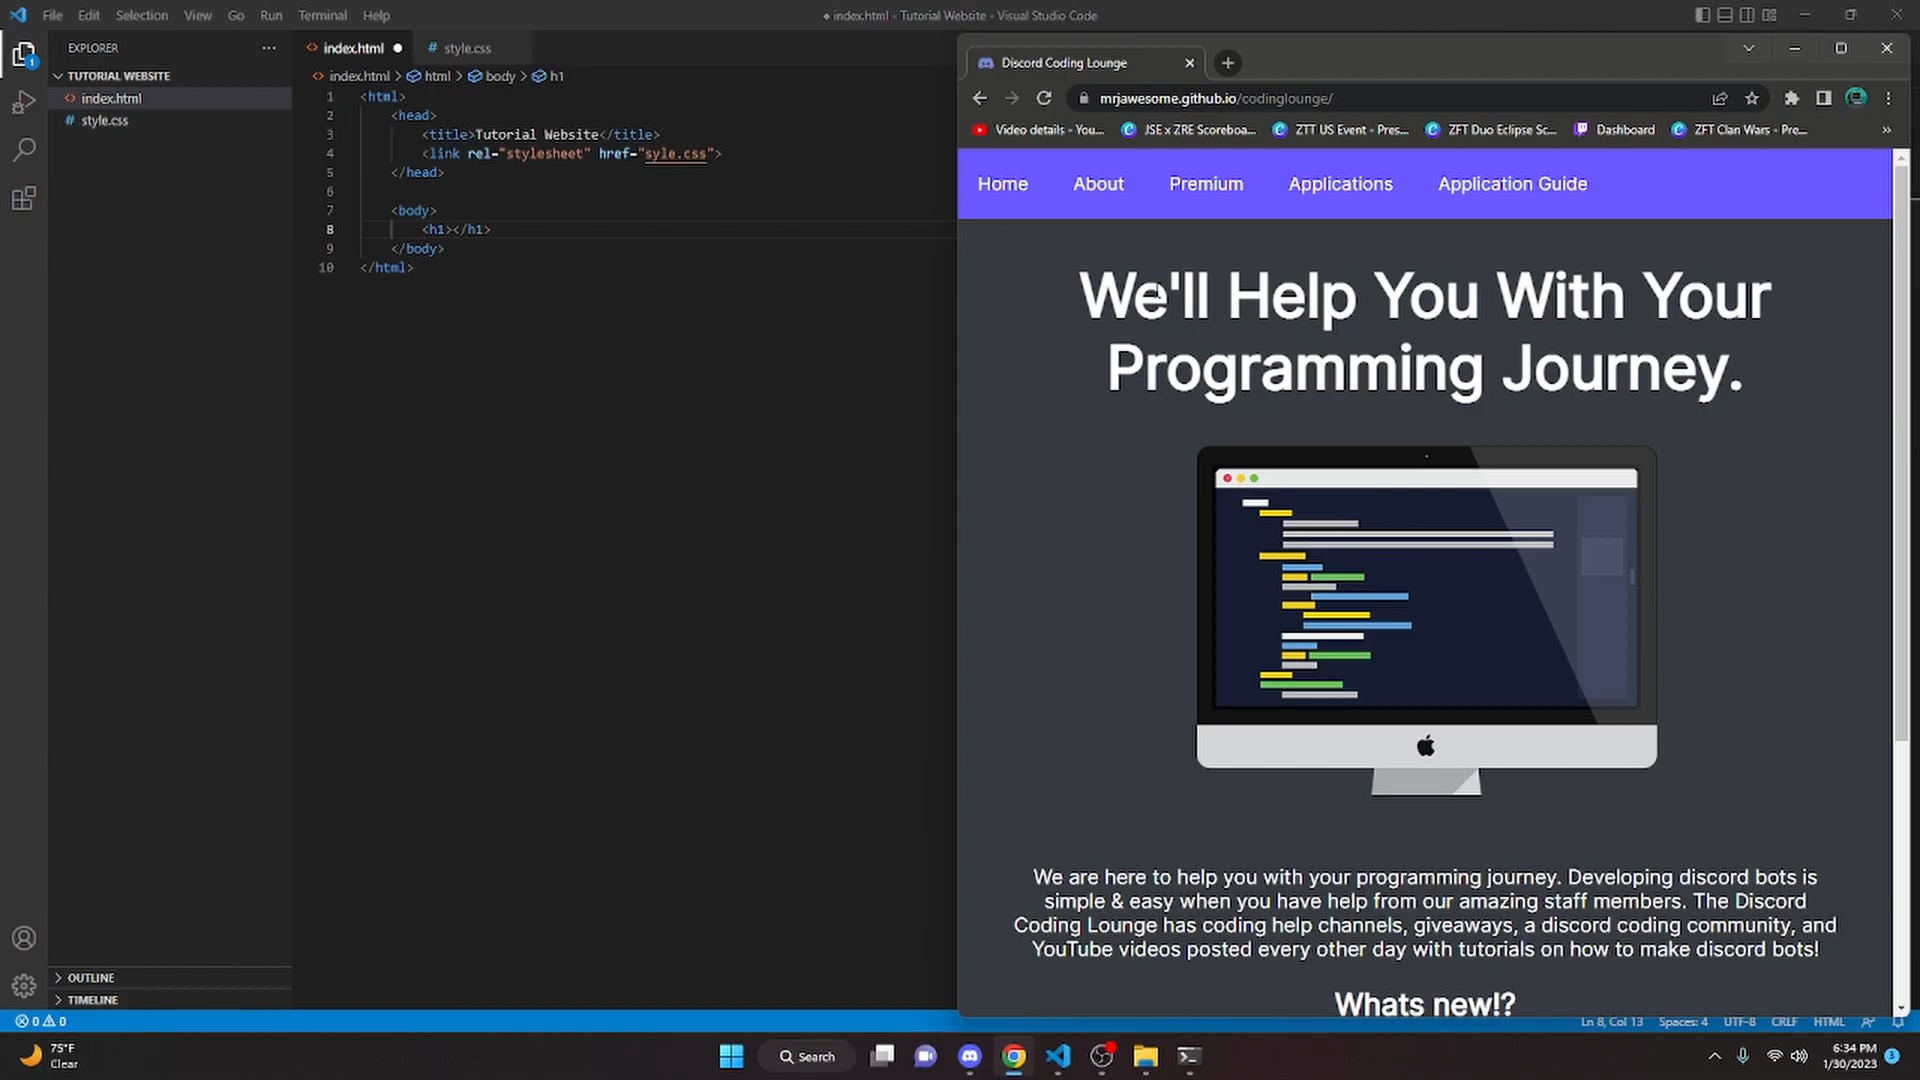 File Edit Selection View Go Run Terminal Help
index.html - Tutorial Website - Visual Studio Code
EXPLORER
TUTORIAL WEBSITE
index.html
style.css
1
index.html
style.css
index.html > html > body > h1
1 <html>
2 <head>
3 <title>Tutorial Website</title>
4 <link rel="stylesheet" href="syle.css">
5 </head>
6
7 <body>
8 <h1></h1>
9 </body>
10 </html>
OUTLINE
TIMELINE
Discord Coding Lounge
mrjawesome.github.io/codinglounge/
Video details - You... JSE x ZRE Scoreboa... ZTT US Event - Pres... ZFT Duo Eclipse Sc... Dashboard ZFT Clan Wars - Pre... »
Home About Premium Applications Application Guide
We'll Help You With Your
Programming Journey.
We are here to help you with your programming journey. Developing discord bots is
simple & easy when you have help from our amazing staff members. The Discord
Coding Lounge has coding help channels, giveaways, a discord coding community, and
YouTube videos posted every other day with tutorials on how to make discord bots!
Whats new!?
0 0
Ln 8, Col 13 Spaces: 4 UTF-8 CRLF HTML
75°F
Clear
Search
6:34 PM
1/30/2023
3